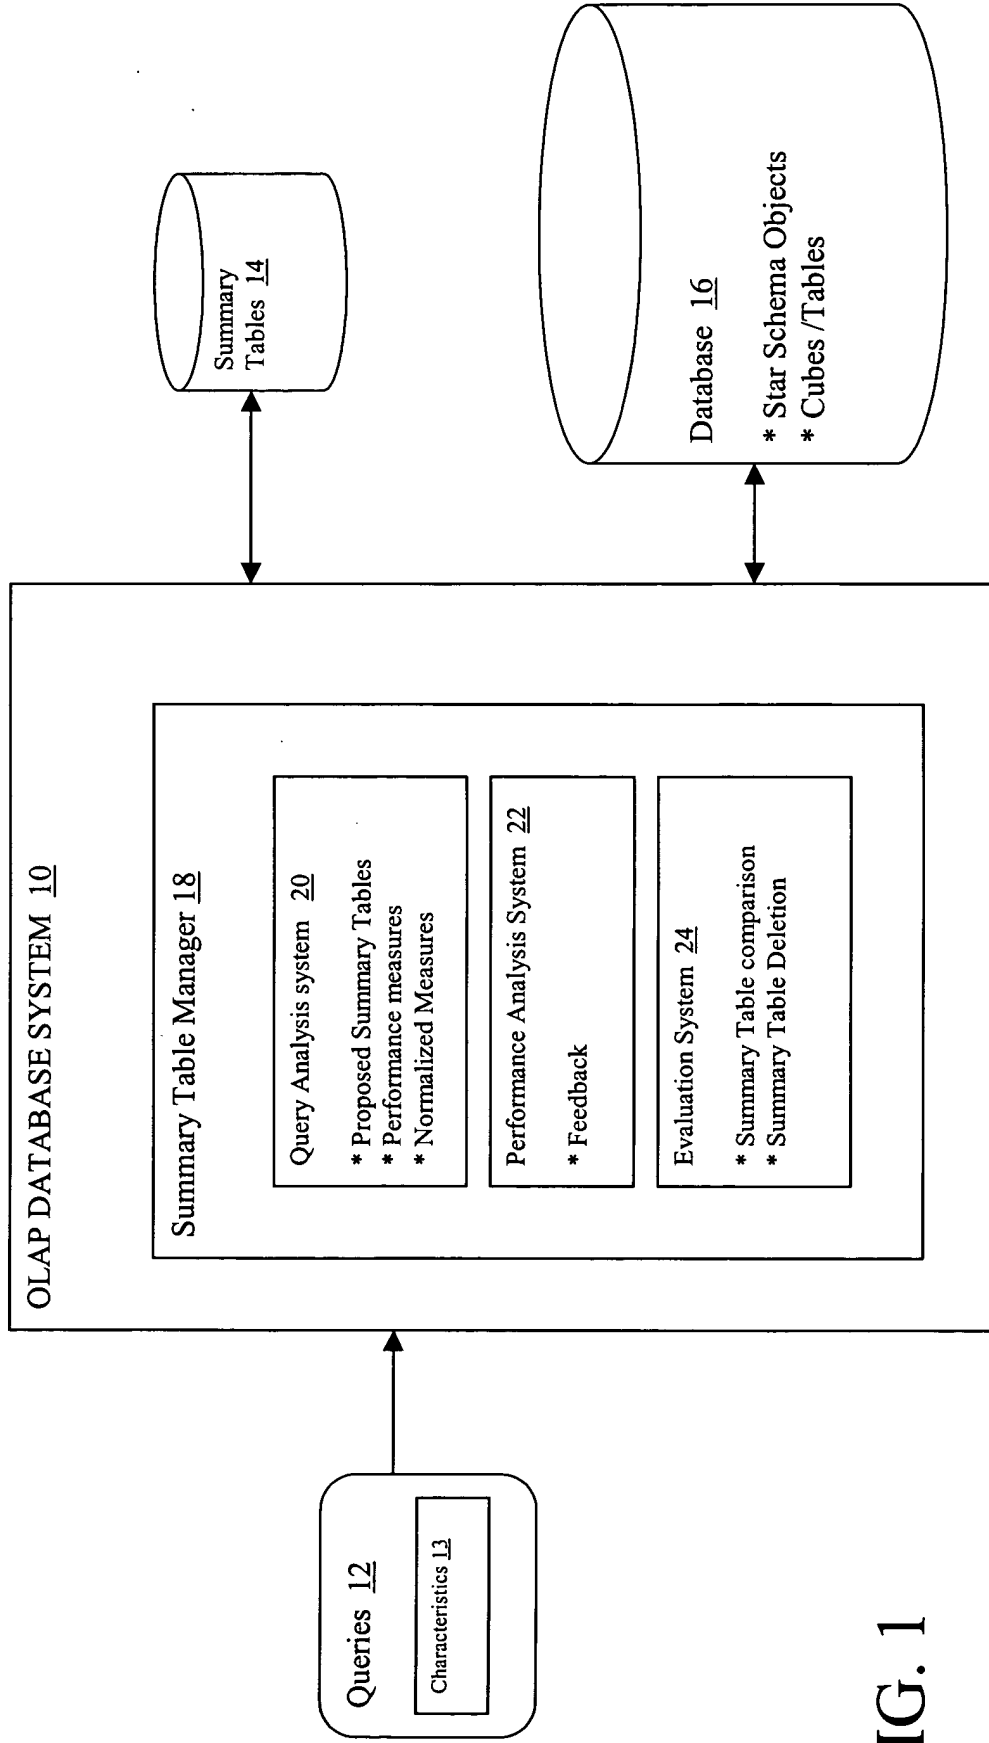 OLAP DATABASE SYSTEM 10
Summary Table Manager 18
Query Analysis system 20
* Proposed Summary Tables
* Performance measures
* Normalized Measures
Performance Analysis System 22
* Feedback
Evaluation System 24
* Summary Table comparison
* Summary Table Deletion
Queries 12
Characteristics 13
Summary
Tables 14
Database 16
* Star Schema Objects
* Cubes /Tables
IG. 1